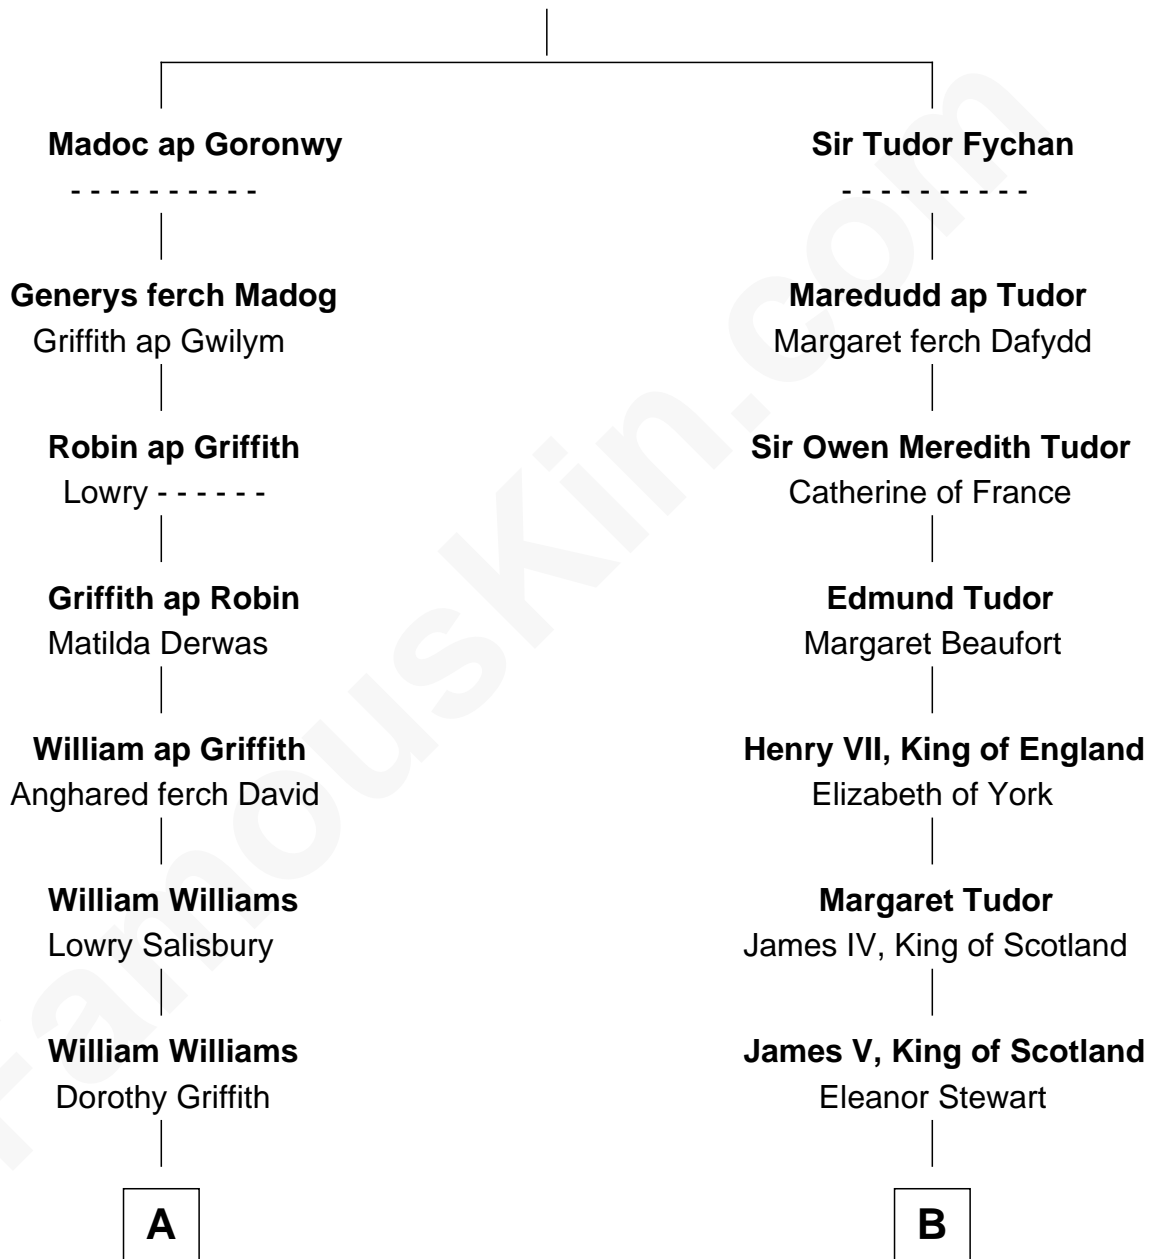 Madoc ap Goronwy
- - - - - - - - - -
Generys ferch Madog
Griffith ap Gwilym
Robin ap Griffith
Lowry - - - - - -
Griffith ap Robin
Matilda Derwas
William ap Griffith
Anghared ferch David
William Williams
Lowry Salisbury
William Williams
Dorothy Griffith
A
Sir Tudor Fychan
- - - - - - - - - -
Maredudd ap Tudor
Margaret ferch Dafydd
Sir Owen Meredith Tudor
Catherine of France
Edmund Tudor
Margaret Beaufort
Henry VII, King of England
Elizabeth of York
Margaret Tudor
James IV, King of Scotland
James V, King of Scotland
Eleanor Stewart
B
FamousKin.com